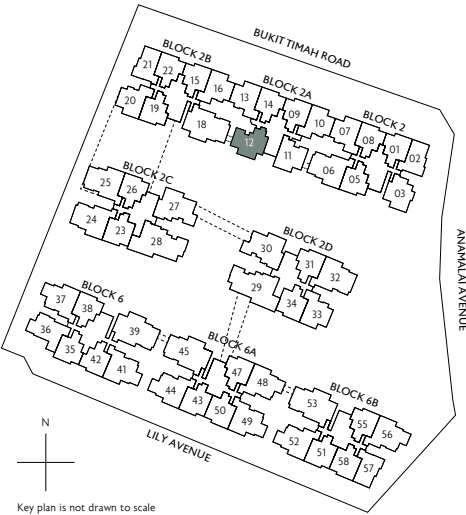 BUKIT TIMAH ROAD
BLOCK 2B
BLOCK 2A
BLOCK 2
21 22 15 16 13 14 09 10 07 08 01 02
20 19 18 12 11 06 05 03
BLOCK 2C
25 26 27
24 23 28
BLOCK 2D
30 31 32
29 34 33
ANAMALAI AVENUE
BLOCK 6
37 38 39
36 35 42 41
BLOCK 6A
45 47 48
44 43 50 49
BLOCK 6B
53 55 56
52 51 58 57
LILY AVENUE
N
Key plan is not drawn to scale